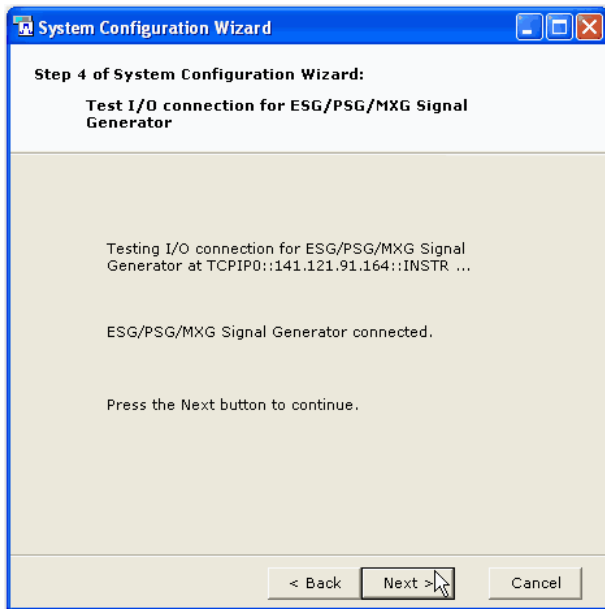 System Configuration Wizard
Step 4 of System Configuration Wizard:
Test I/O connection for ESG/PSG/MXG Signal
Generator
Testing I/O connection for ESG/PSG/MXG Signal
Generator at TCPIP0::141.121.91.164::INSTR ...
ESG/PSG/MXG Signal Generator connected.
Press the Next button to continue.
< Back Next > Cancel